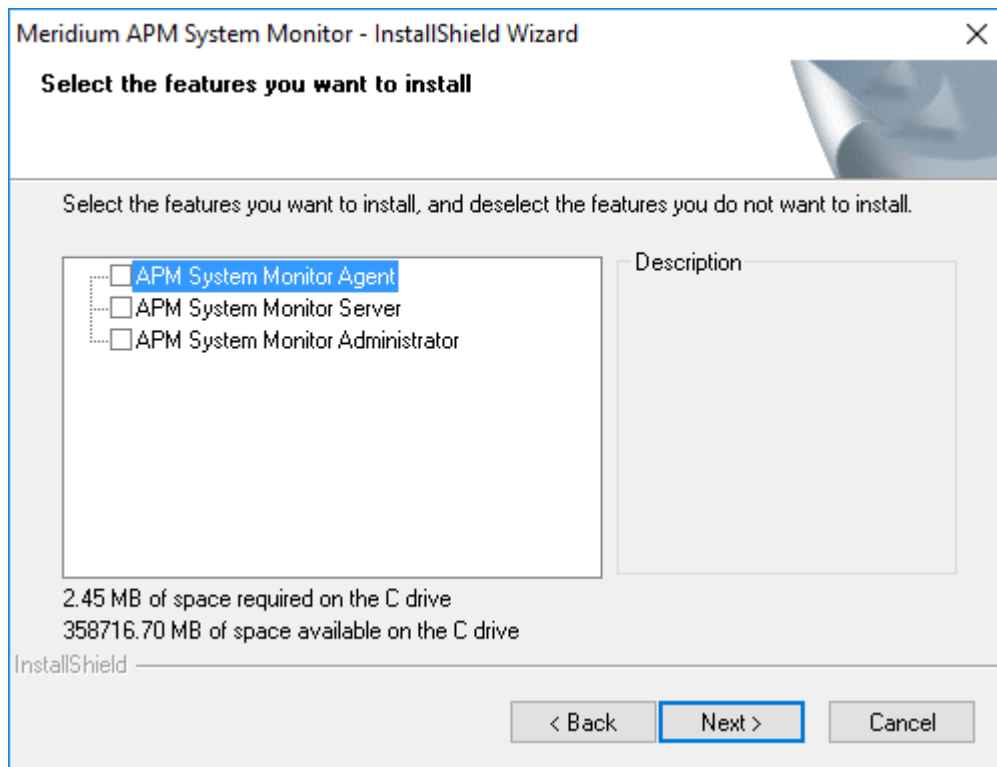 Meridium APM System Monitor - InstallShield Wizard
Select the features you want to install
Select the features you want to install, and deselect the features you do not want to install.
APM System Monitor Agent
APM System Monitor Server
APM System Monitor Administrator
Description
2.45 MB of space required on the C drive
358716.70 MB of space available on the C drive
InstallShield
< Back
Next >
Cancel